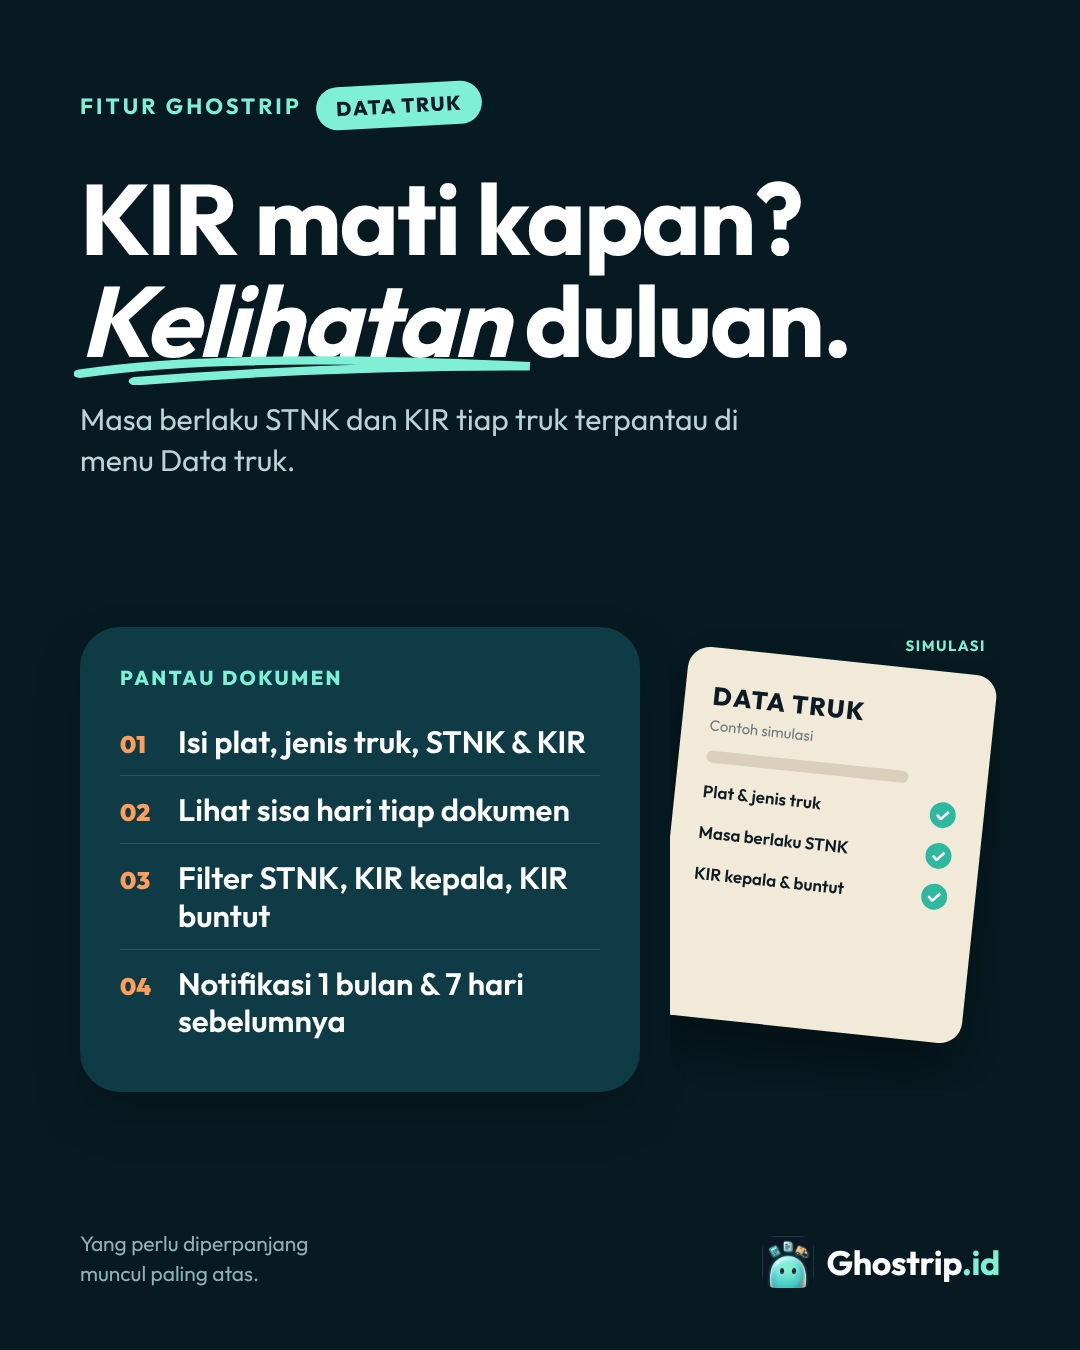 FITUR GHOSTRIP DATA TRUK
KIR mati kapan?
Kelihatan duluan.
Masa berlaku STNK dan KIR tiap truk terpantau di
menu Data truk.
PANTAU DOKUMEN
01 Isi plat, jenis truk, STNK & KIR
02 Lihat sisa hari tiap dokumen
03 Filter STNK, KIR kepala, KIR
buntut
04 Notifikasi 1 bulan & 7 hari
sebelumnya
SIMULASI
DATA TRUK
Contoh simulasi
Plat & jenis truk
Masa berlaku STNK
KIR kepala & buntut
Yang perlu diperpanjang
muncul paling atas.
Ghostrip.id